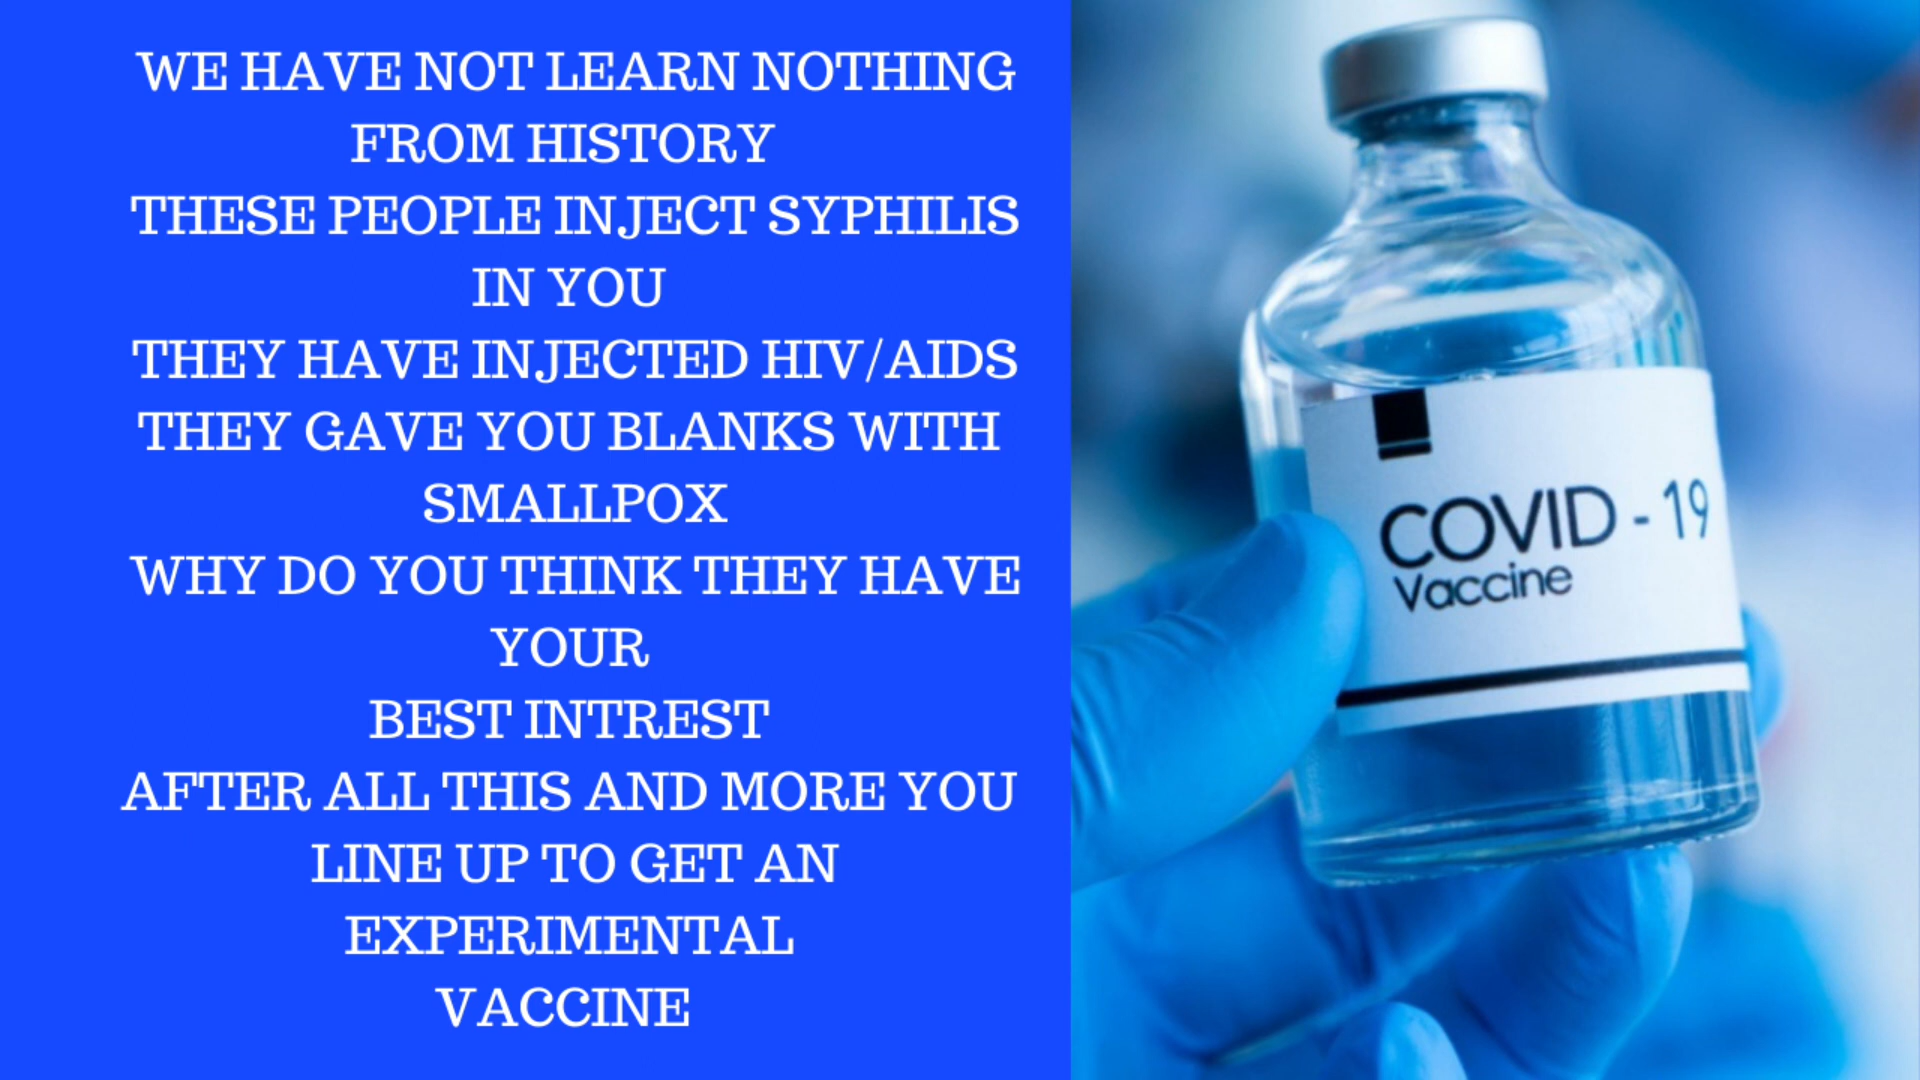 WE HAVE NOT LEARN NOTHING
FROM HISTORY
THESE PEOPLE INJECT SYPHILIS
IN YOU
THEY HAVE INJECTED HIV/AIDS
THEY GAVE YOU BLANKS WITH
SMALLPOX
WHY DO YOU THINK THEY HAVE
YOUR
BEST INTREST
AFTER ALL THIS AND MORE YOU
LINE UP TO GET AN
EXPERIMENTAL
VACCINE
COVID - 19
Vaccine